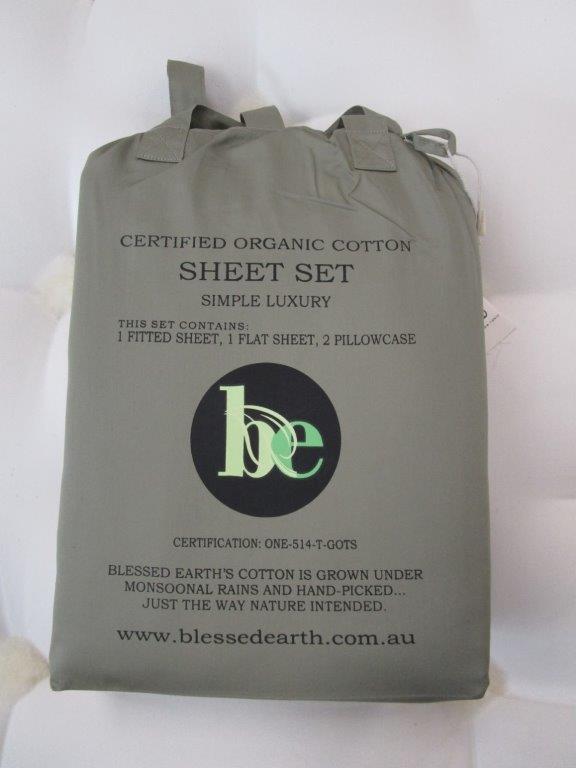 CERTIFIED ORGANIC COTTON
SHEET SET
SIMPLE LUXURY
THIS SET CONTAINS:
1 FITTED SHEET, 1 FLAT SHEET, 2 PILLOWCASE
be
CERTIFICATION: ONE-514-T-GOTS
BLESSED EARTH'S COTTON IS GROWN UNDER
MONSOONAL RAINS AND HAND-PICKED...
JUST THE WAY NATURE INTENDED.
www.blessedearth.com.au